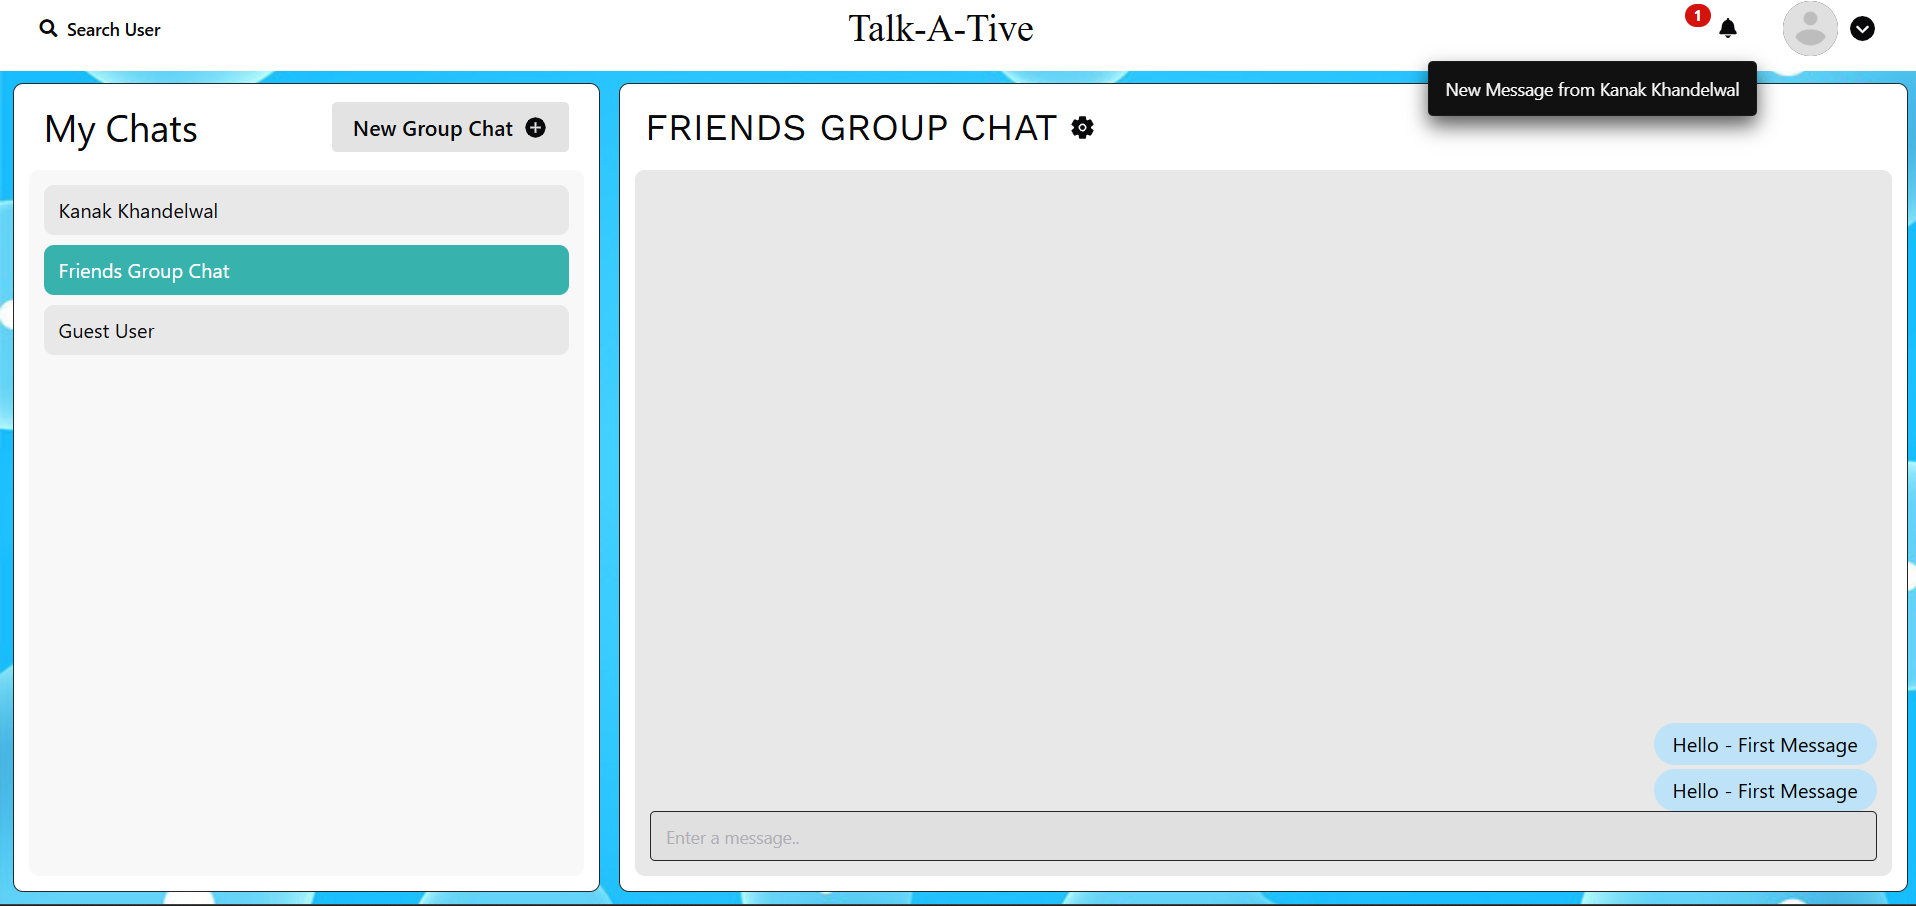 Search User
Talk-A-Tive
1
New Message from Kanak Khandelwal
My Chats
New Group Chat
Kanak Khandelwal
Friends Group Chat
Guest User
FRIENDS GROUP CHAT
Hello - First Message
Hello - First Message
Enter a message..